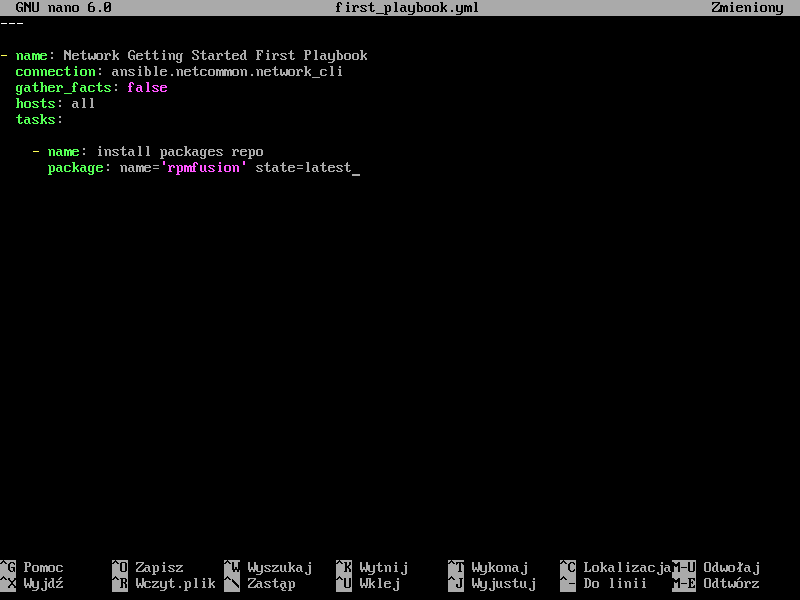 GNU nano 6.0 first_playbook.yml Zmieniony
---
- name: Network Getting Started First Playbook
connection: ansible.netcommon.network_cli
gather_facts: false
hosts: all
tasks:
- name: install packages repo
package: name='rpmfusion' state=latest_
^G Pomoc ^O Zapisz ^W Wyszukaj ^K Wytnij ^T Wykonaj ^C Lokalizacja M-U Odwołaj
^X Wyjdź ^R Wczyt.plik ^\ Zastąp ^U Wklej ^J Wyjustuj ^- Do linii M-E Odtwórz